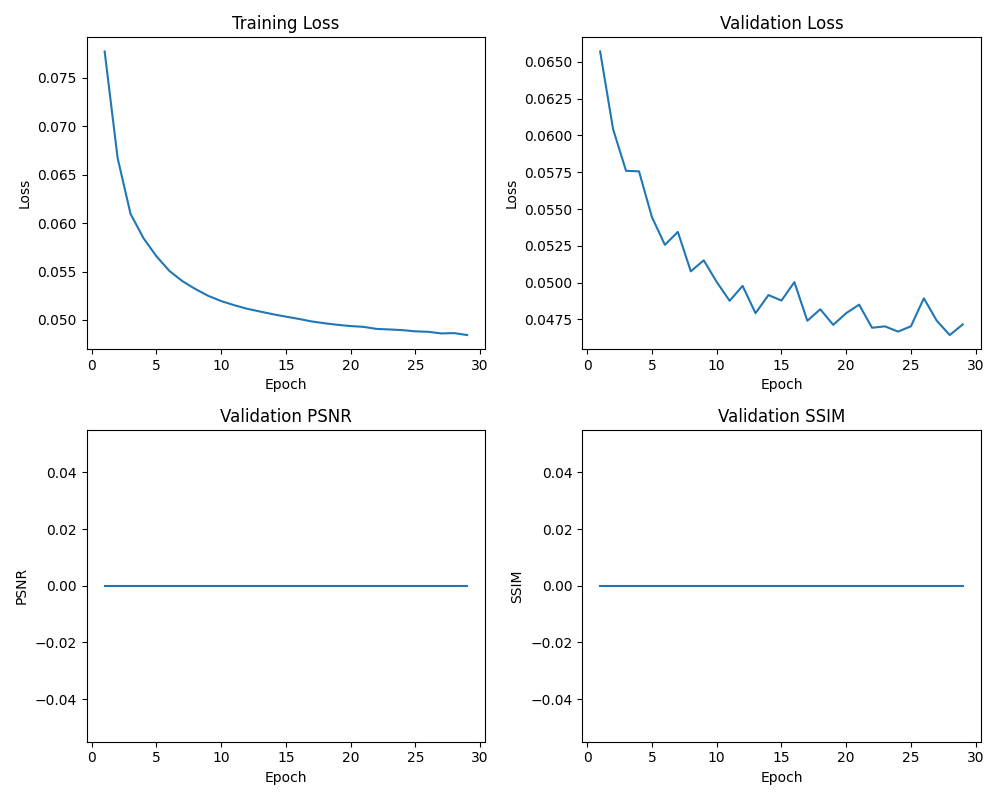 Training Loss
Validation Loss
0.075
0.070
0.065
0.060
0.055
0.050
Loss
0 5 10 15 20 25 30
Epoch
0.0650
0.0625
0.0600
0.0575
0.0550
0.0525
0.0500
0.0475
Loss
0 5 10 15 20 25 30
Epoch
Validation PSNR
Validation SSIM
0.04
0.02
0.00
−0.02
−0.04
PSNR
0 5 10 15 20 25 30
Epoch
0.04
0.02
0.00
−0.02
−0.04
SSIM
0 5 10 15 20 25 30
Epoch